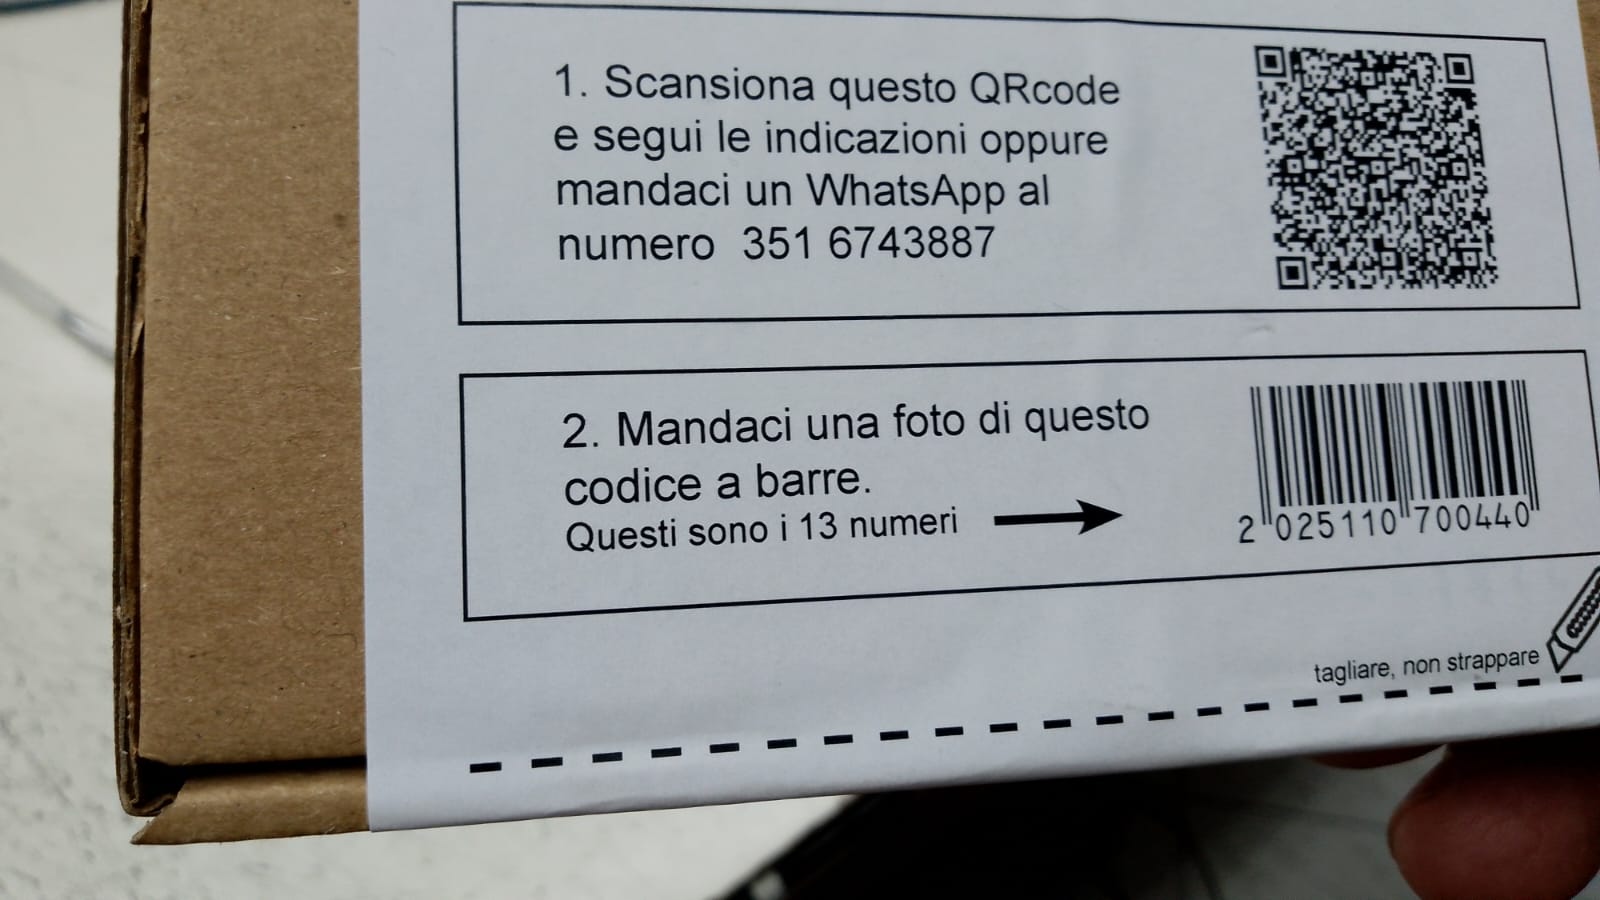 1. Scansiona questo QRcode
e segui le indicazioni oppure
mandaci un WhatsApp al
numero 351 6743887
2. Mandaci una foto di questo
codice a barre.
Questi sono i 13 numeri
2 025110 700440
tagliare, non strappare